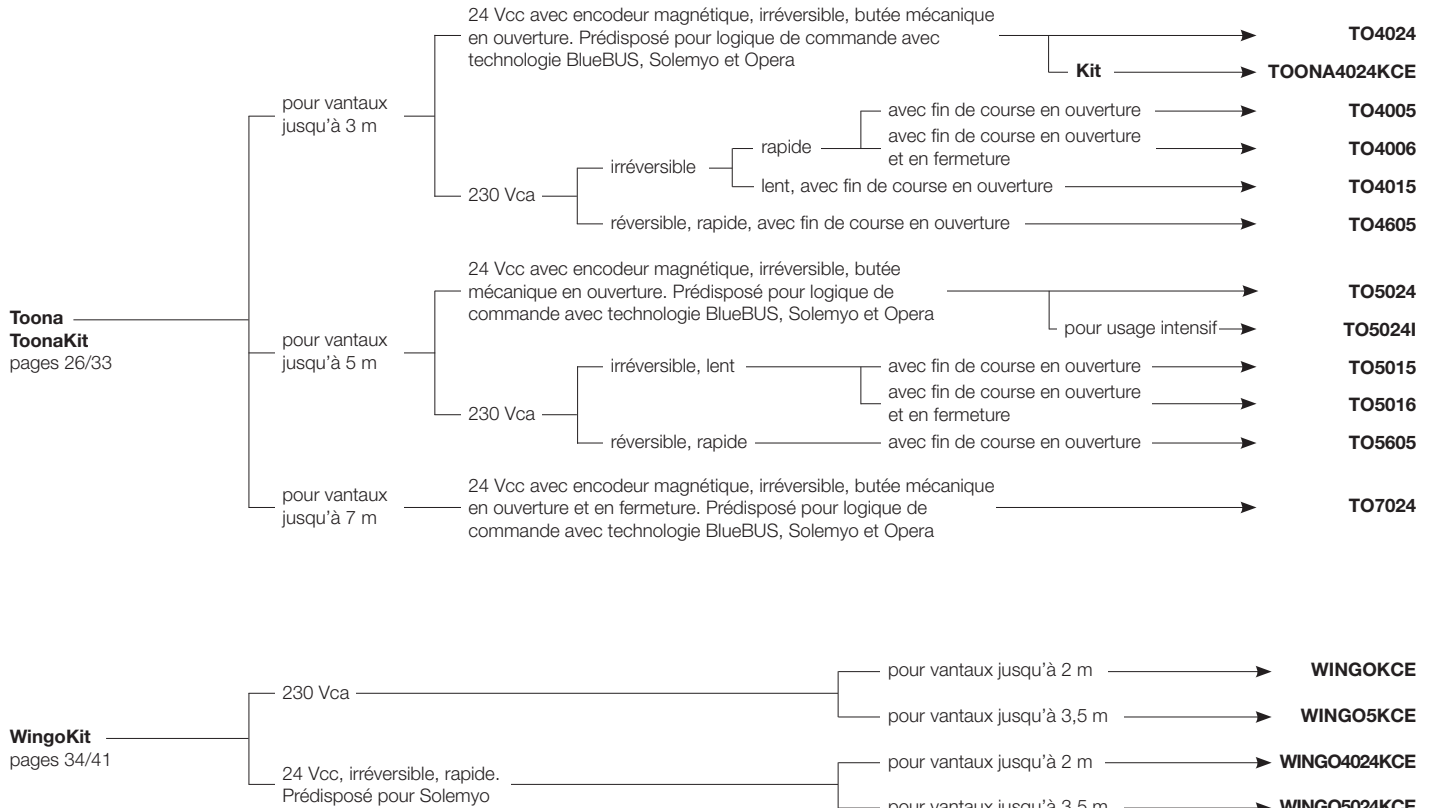 24 Vcc avec encodeur magnétique, irréversible, butée mécanique
en ouverture. Prédisposé pour logique de commande avec
technologie BlueBUS, Solemyo et Opera
TO4024
Kit
TOONA4024KCE
pour vantaux
jusqu'à 3 m
avec fin de course en ouverture
TO4005
rapide
avec fin de course en ouverture
et en fermeture
TO4006
irréversible
lent, avec fin de course en ouverture
TO4015
230 Vca
réversible, rapide, avec fin de course en ouverture
TO4605
24 Vcc avec encodeur magnétique, irréversible, butée
mécanique en ouverture. Prédisposé pour logique de
commande avec technologie BlueBUS, Solemyo et Opera
TO5024
Toona
ToonaKit
pages 26/33
pour usage intensif
TO5024I
pour vantaux
jusqu'à 5 m
irréversible, lent
avec fin de course en ouverture
TO5015
avec fin de course en ouverture
et en fermeture
TO5016
230 Vca
réversible, rapide
avec fin de course en ouverture
TO5605
pour vantaux
jusqu'à 7 m
24 Vcc avec encodeur magnétique, irréversible, butée mécanique
en ouverture et en fermeture. Prédisposé pour logique de
commande avec technologie BlueBUS, Solemyo et Opera
TO7024
pour vantaux jusqu'à 2 m
WINGOKCE
230 Vca
pour vantaux jusqu'à 3,5 m
WINGO5KCE
WingoKit
pages 34/41
pour vantaux jusqu'à 2 m
WINGO4024KCE
24 Vcc, irréversible, rapide.
Prédisposé pour Solemyo
pour vantaux jusqu'à 3,5 m
WINGO5024KCE